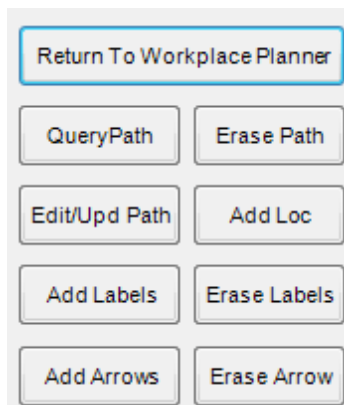 Return To Workplace Planner
QueryPath
Erase Path
Edit/Upd Path
Add Loc
Add Labels
Erase Labels
Add Arrows
Erase Arrow